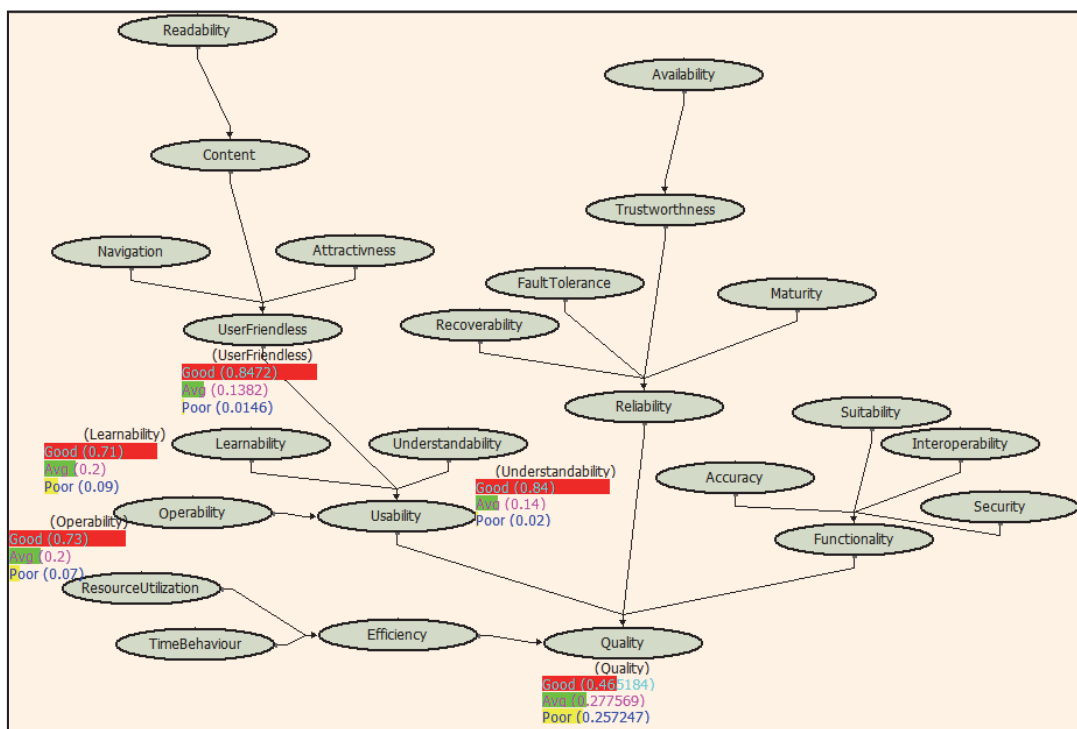 Readability
Availability
Content
Trustworthness
Navigation
Attractivness
FaultTolerance
Maturity
Recoverability
UserFriendless
(UserFriendless)
Good (0.8472)
Avg (0.1382)
Poor (0.0146)
Reliability
Suitability
(Learnability)
Good (0.71)
Avg (0.2)
Poor (0.09)
Learnability
Understandability
Interoperability
(Understandability)
Good (0.84)
Avg (0.14)
Poor (0.02)
Accuracy
Security
Operability
Usability
(Operability)
Good (0.73)
Avg (0.2)
Poor (0.07)
Functionality
ResourceUtilization
TimeBehaviour
Efficiency
Quality
(Quality)
Good (0.465184)
Avg (0.277569)
Poor (0.257247)